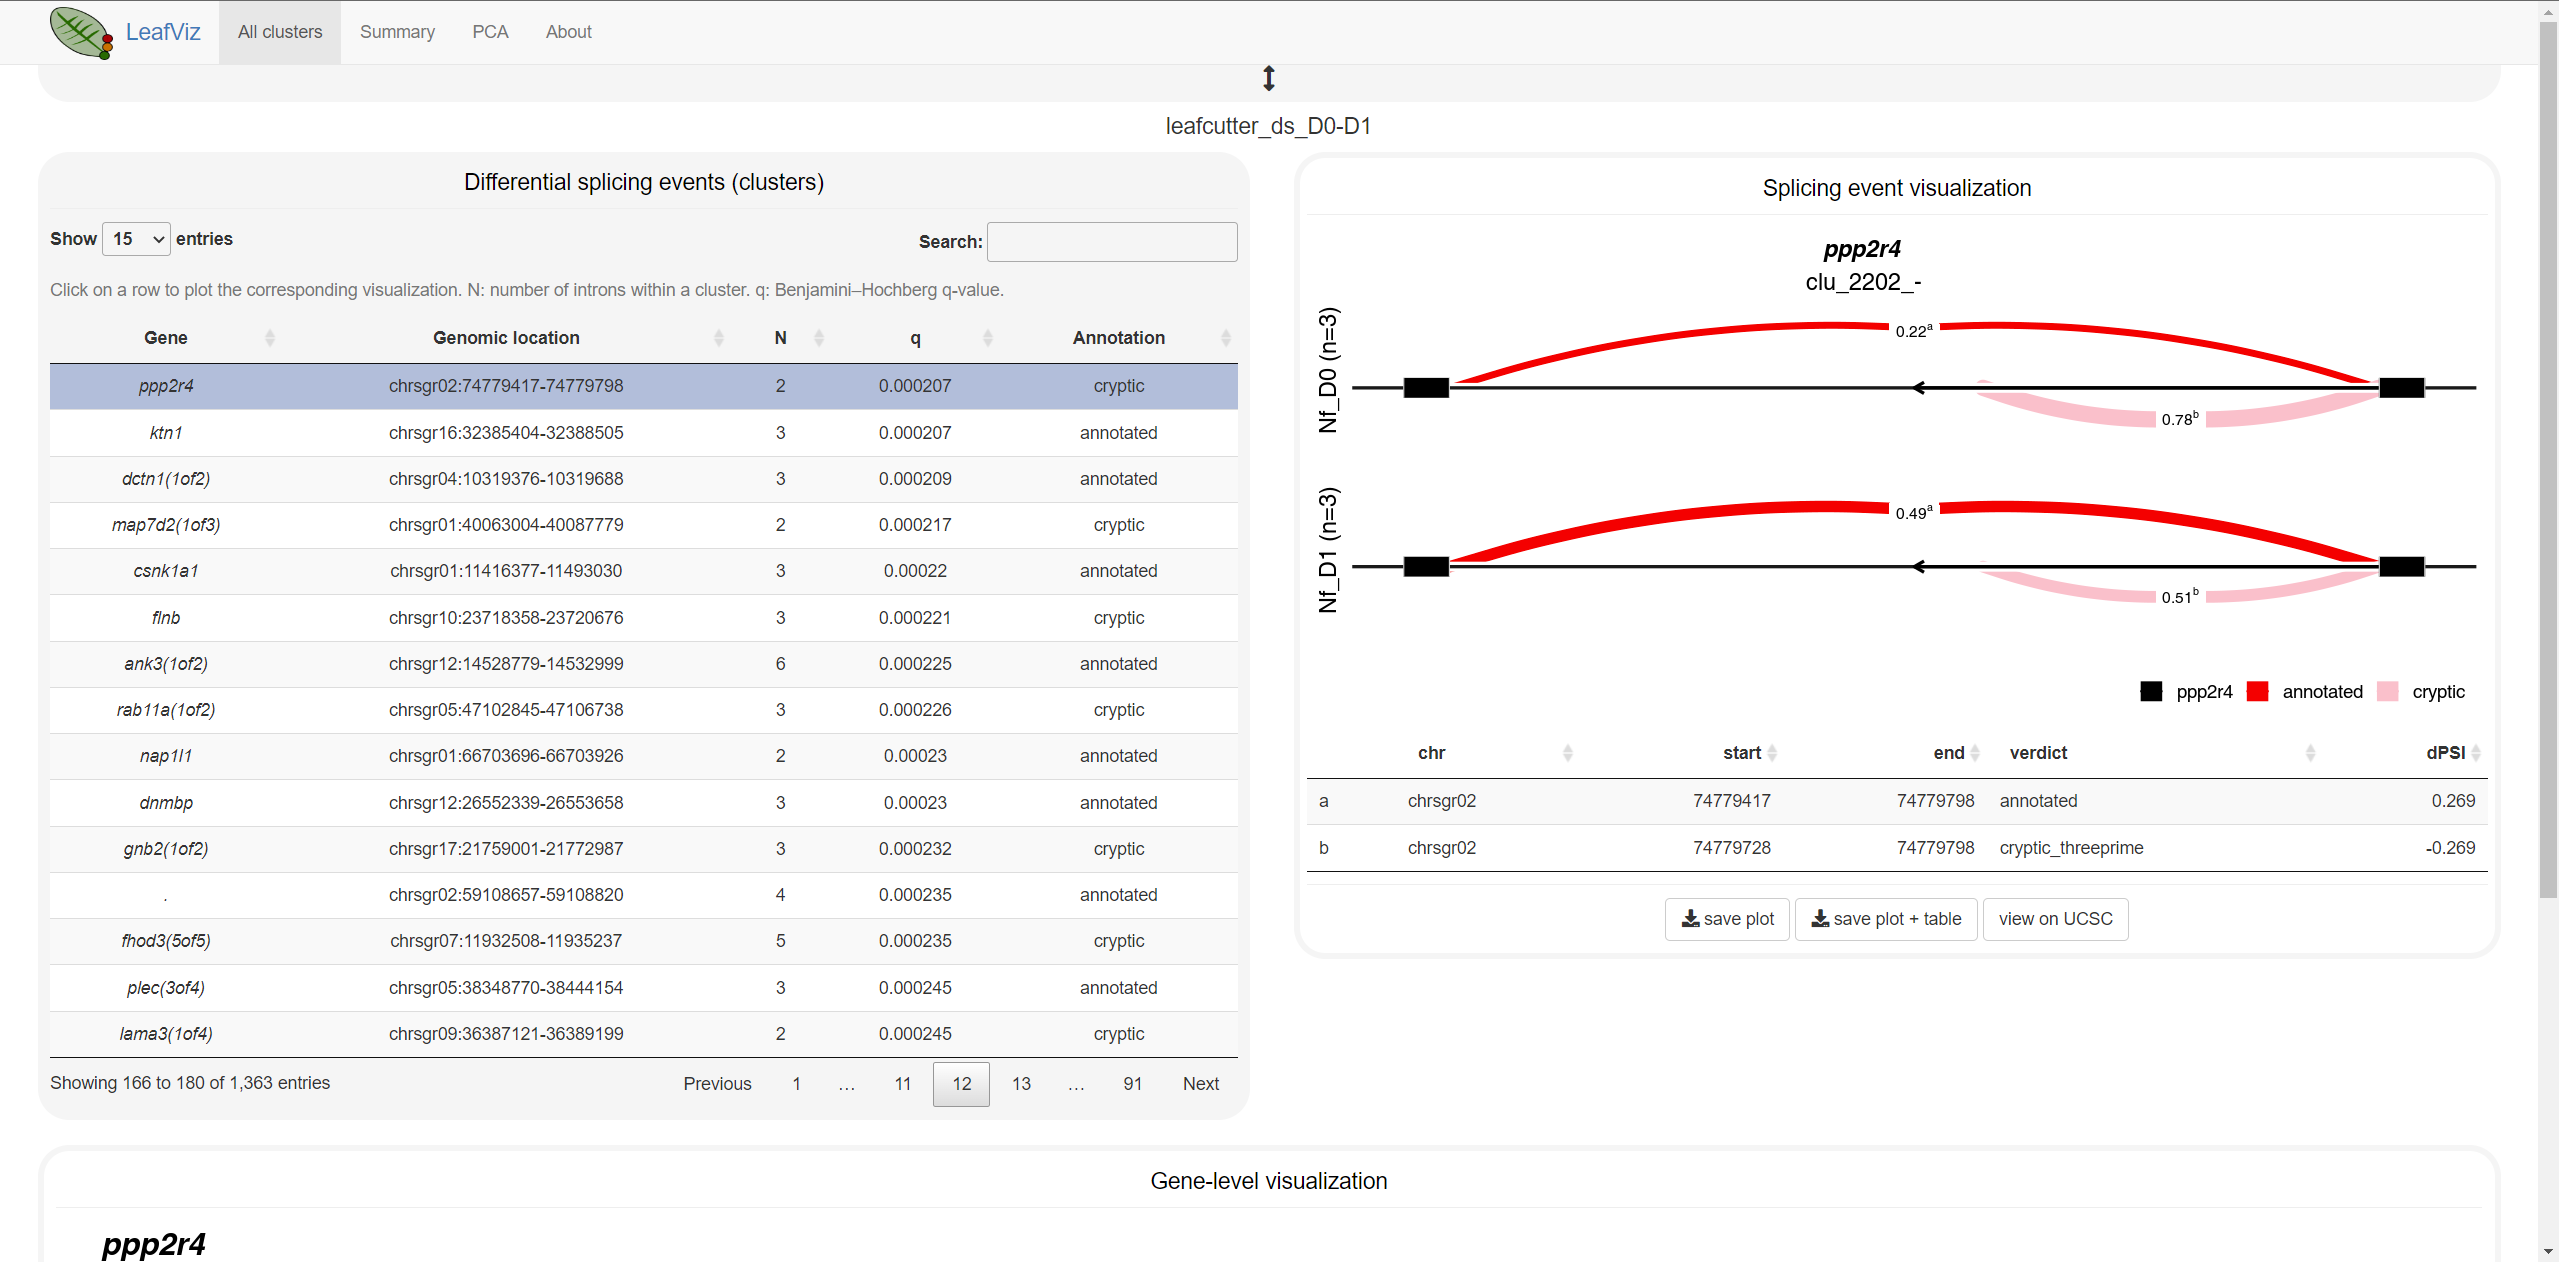 LeafViz All clusters Summary PCA About
leafcutter_ds_D0-D1
Differential splicing events (clusters)
Show 15 entries
Search:
Click on a row to plot the corresponding visualization. N: number of introns within a cluster. q: Benjamini–Hochberg q-value.
Gene Genomic location N q Annotation
ppp2r4 chrsgr02:74779417-74779798 2 0.000207 cryptic
ktn1 chrsgr16:32385404-32388505 3 0.000207 annotated
dctn1(1of2) chrsgr04:10319376-10319688 3 0.000209 annotated
map7d2(1of3) chrsgr01:40063004-40087779 2 0.000217 cryptic
csnk1a1 chrsgr01:11416377-11493030 3 0.00022 annotated
flnb chrsgr10:23718358-23720676 3 0.000221 cryptic
ank3(1of2) chrsgr12:14528779-14532999 6 0.000225 annotated
rab11a(1of2) chrsgr05:47102845-47106738 3 0.000226 cryptic
nap1l1 chrsgr01:66703696-66703926 2 0.00023 annotated
dnmbp chrsgr12:26552339-26553658 3 0.00023 annotated
gnb2(1of2) chrsgr17:21759001-21772987 3 0.000232 cryptic
. chrsgr02:59108657-59108820 4 0.000235 annotated
fhod3(5of5) chrsgr07:11932508-11935237 5 0.000235 cryptic
plec(3of4) chrsgr05:38348770-38444154 3 0.000245 annotated
lama3(1of4) chrsgr09:36387121-36389199 2 0.000245 cryptic
Showing 166 to 180 of 1,363 entries
Previous 1 … 11 12 13 … 91 Next
Splicing event visualization
ppp2r4
clu_2202_-
Nf_D0 (n=3)
0.22a
0.78b
Nf_D1 (n=3)
0.49a
0.51b
ppp2r4 annotated cryptic
chr start end verdict dPSI
a chrsgr02 74779417 74779798 annotated 0.269
b chrsgr02 74779728 74779798 cryptic_threeprime -0.269
save plot save plot + table view on UCSC
Gene-level visualization
ppp2r4